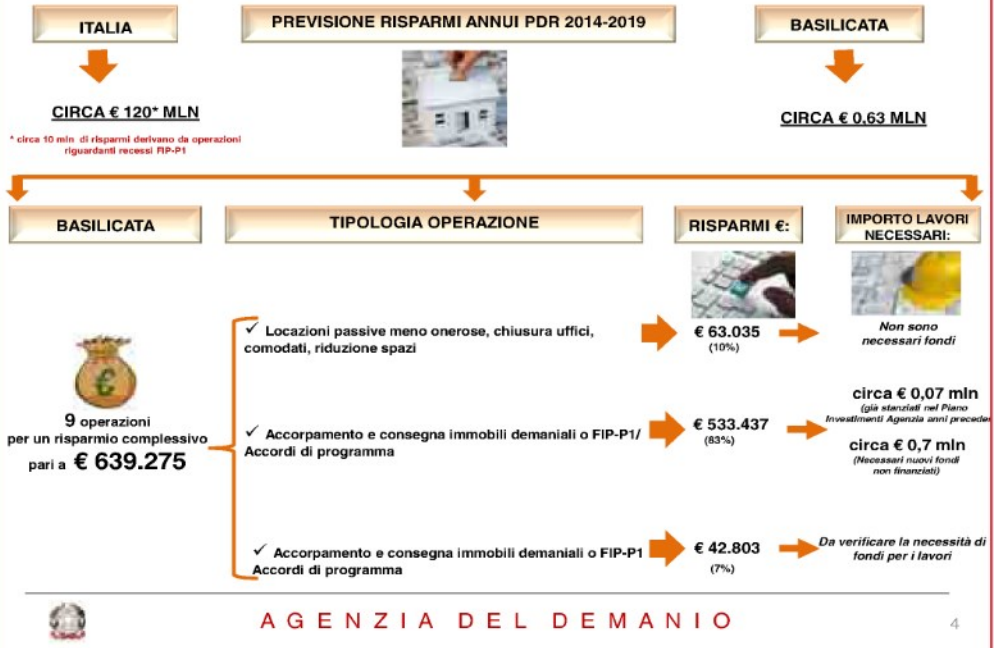 ITALIA
PREVISIONE RISPARMI ANNUI PDR 2014-2019
BASILICATA
CIRCA € 120* MLN
* circa 10 mln di risparmi derivano da operazioni
riguardanti recessi FIP-P1
CIRCA € 0,63 MLN
BASILICATA
TIPOLOGIA OPERAZIONE
RISPARMI €:
IMPORTO LAVORI
NECESSARI:
9 operazioni
per un risparmio complessivo
pari a € 639.275
✓ Locazioni passive meno onerose, chiusura uffici,
comodati, riduzione spazi
€ 63.035
(10%)
Non sono
necessari fondi
✓ Accorpamento e consegna immobili demaniali o FIP-P1/
Accordi di programma
€ 533.437
(83%)
circa € 0,07 mln
(già stanziati nel Piano
Investimenti Agenzia anni preceder
circa € 0,7 mln
(Necessari nuovi fondi
non finanziati)
✓ Accorpamento e consegna immobili demaniali o FIP-P1
Accordi di programma
€ 42.803
(7%)
Da verificare la necessità di
fondi per i lavori
AGENZIA DEL DEMANIO
4